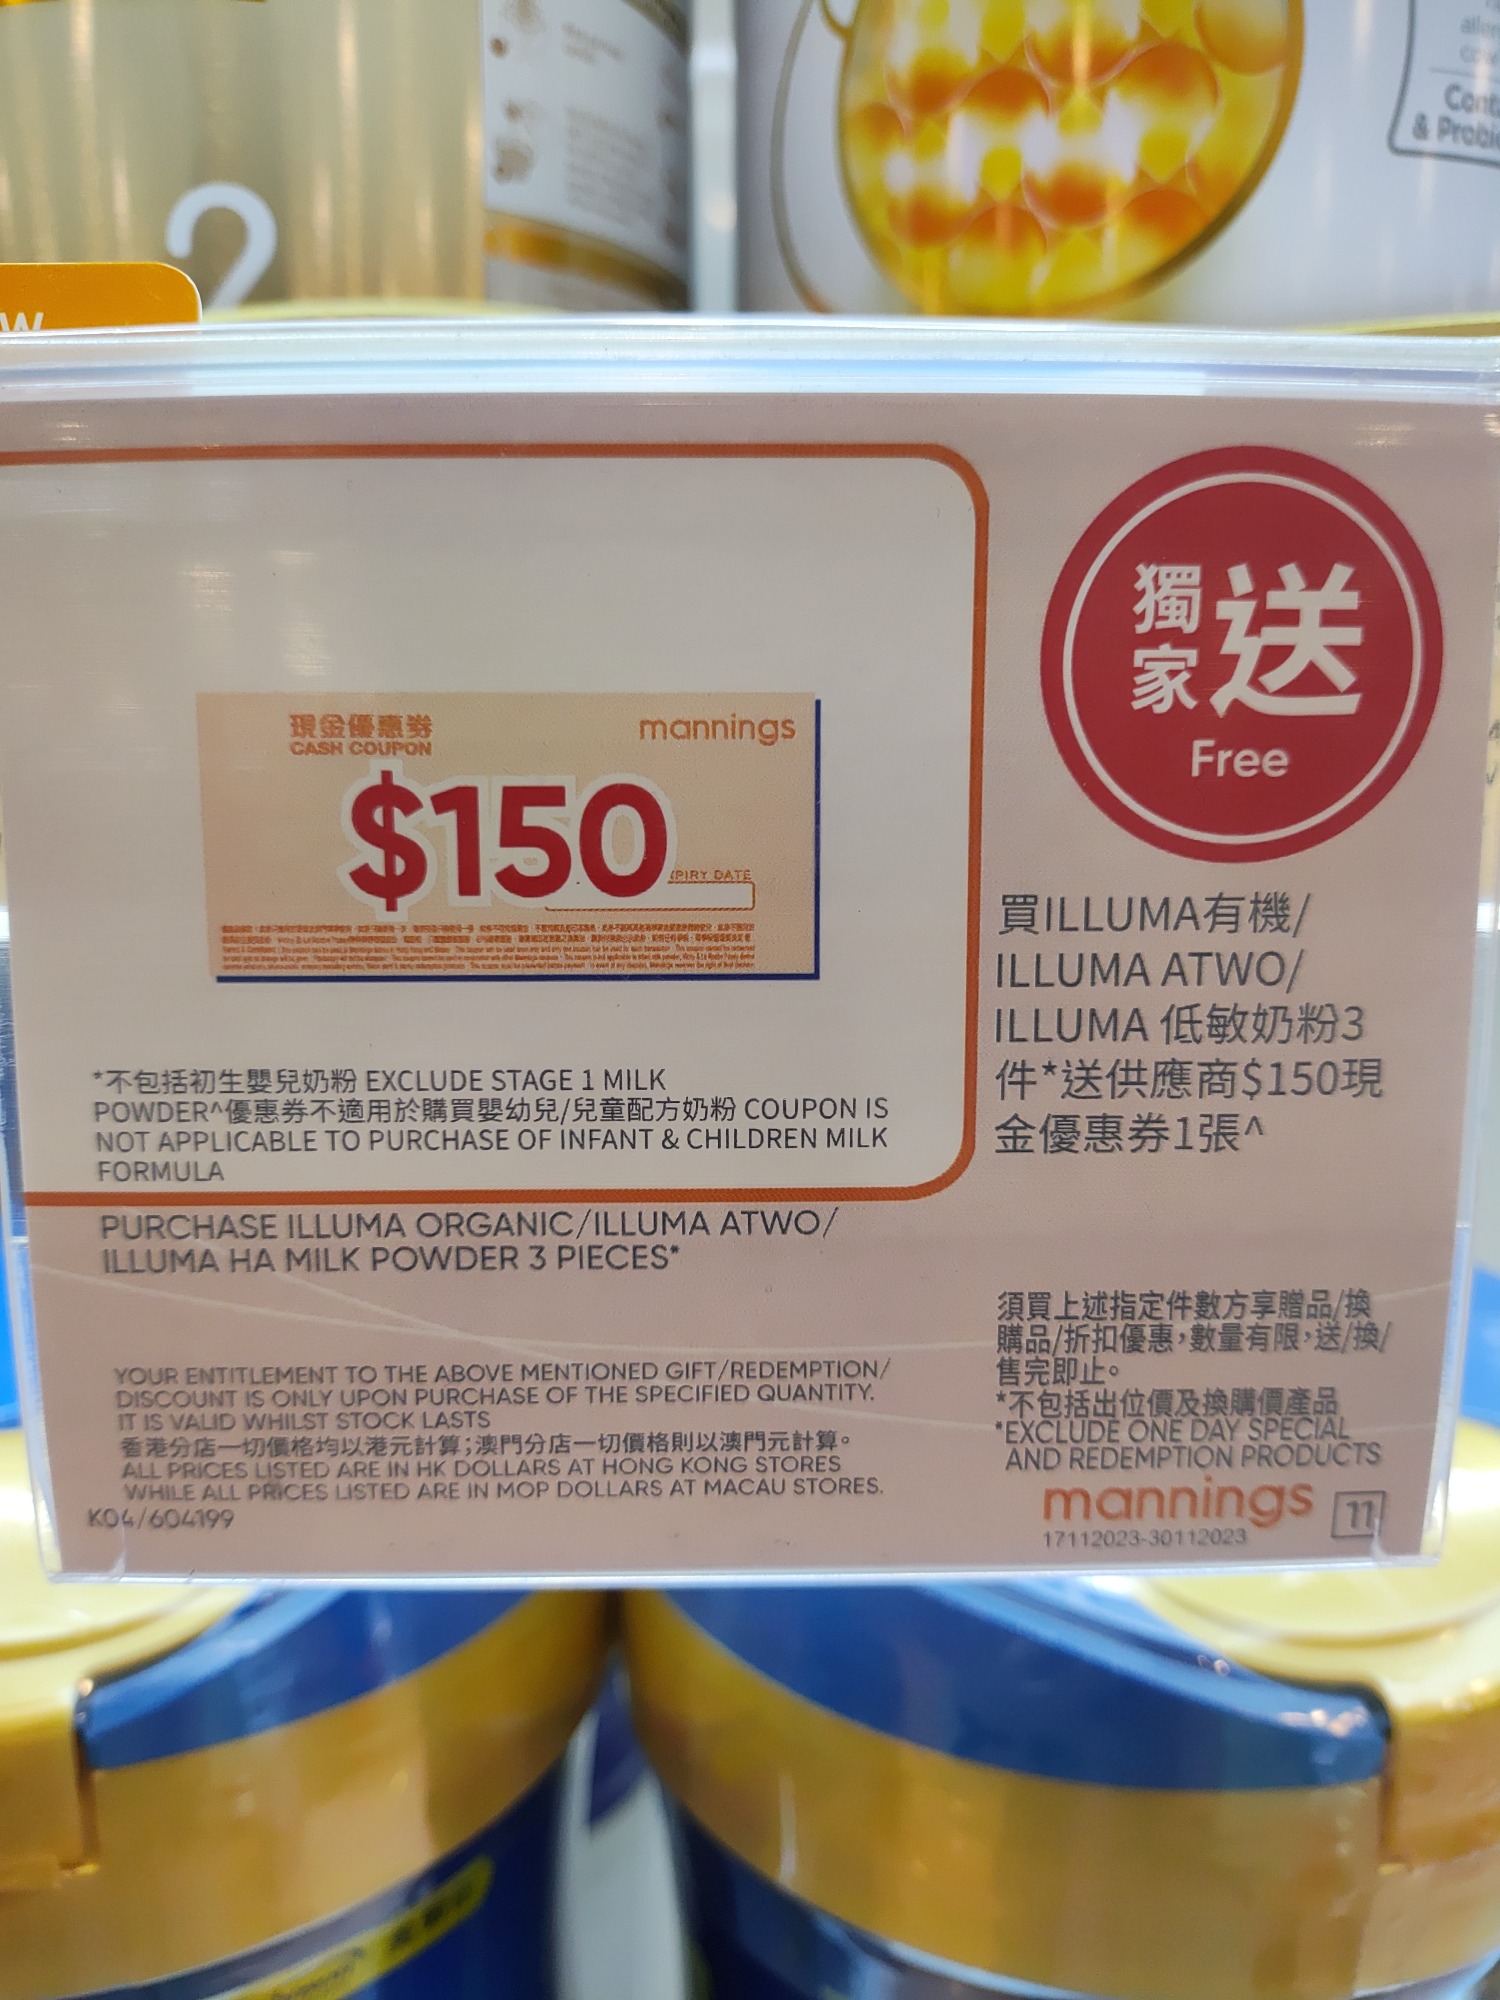 2
W
Cont
& Probi
獨家
送
Free
現金優惠券
CASH COUPON
mannings
$150
PIRY DATE
*不包括初生嬰兒奶粉 EXCLUDE STAGE 1 MILK
POWDER^優惠券不適用於購買嬰幼兒/兒童配方奶粉 COUPON IS
NOT APPLICABLE TO PURCHASE OF INFANT & CHILDREN MILK
FORMULA
買ILLUMA有機/
ILLUMA ATWO/
ILLUMA 低敏奶粉3
件*送供應商$150現
金優惠券1張^
PURCHASE ILLUMA ORGANIC/ILLUMA ATWO/
ILLUMA HA MILK POWDER 3 PIECES*
YOUR ENTITLEMENT TO THE ABOVE MENTIONED GIFT/REDEMPTION/
DISCOUNT IS ONLY UPON PURCHASE OF THE SPECIFIED QUANTITY.
IT IS VALID WHILST STOCK LASTS
香港分店一切價格均以港元計算;澳門分店一切價格則以澳門元計算。
ALL PRICES LISTED ARE IN HK DOLLARS AT HONG KONG STORES
WHILE ALL PRICES LISTED ARE IN MOP DOLLARS AT MACAU STORES.
K04/604199
須買上述指定件數方享贈品/換
購品/折扣優惠,數量有限,送/換/
售完即止。
*不包括出位價及換購價產品
*EXCLUDE ONE DAY SPECIAL
AND REDEMPTION PRODUCTS
mannings 11
17112023-30112023